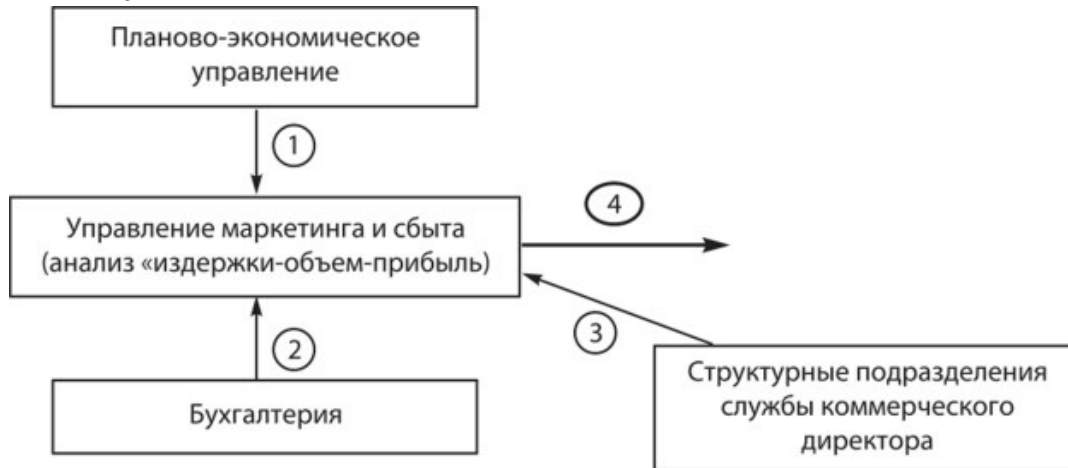 Планово-экономическое
управление
1
Управление маркетинга и сбыта
(анализ «издержки-объем-прибыль)
4
3
2
Бухгалтерия
Структурные подразделения
службы коммерческого
директора